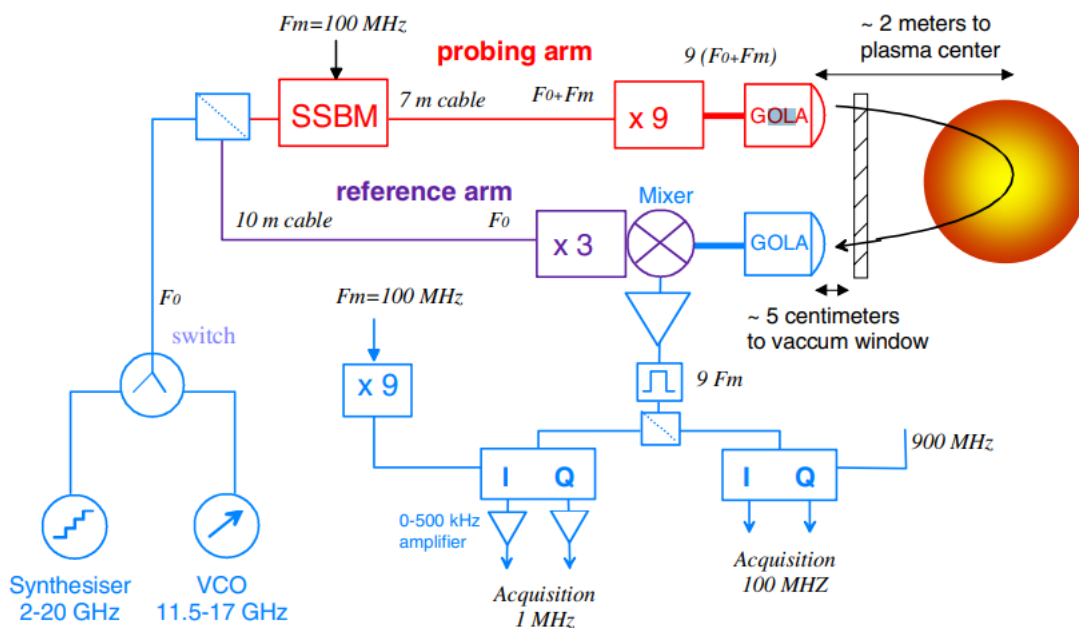 Fm=100 MHz
probing arm
9 (F0+Fm)
~ 2 meters to
plasma center
SSBM
7 m cable
F0+Fm
x 9
GOLA
reference arm
Mixer
10 m cable
F0
x 3
GOLA
F0
Fm=100 MHz
~ 5 centimeters
to vaccum window
switch
x 9
9 Fm
900 MHz
I Q
I Q
0-500 kHz
amplifier
Synthesiser
2-20 GHz
VCO
11.5-17 GHz
Acquisition
1 MHz
Acquisition
100 MHZ